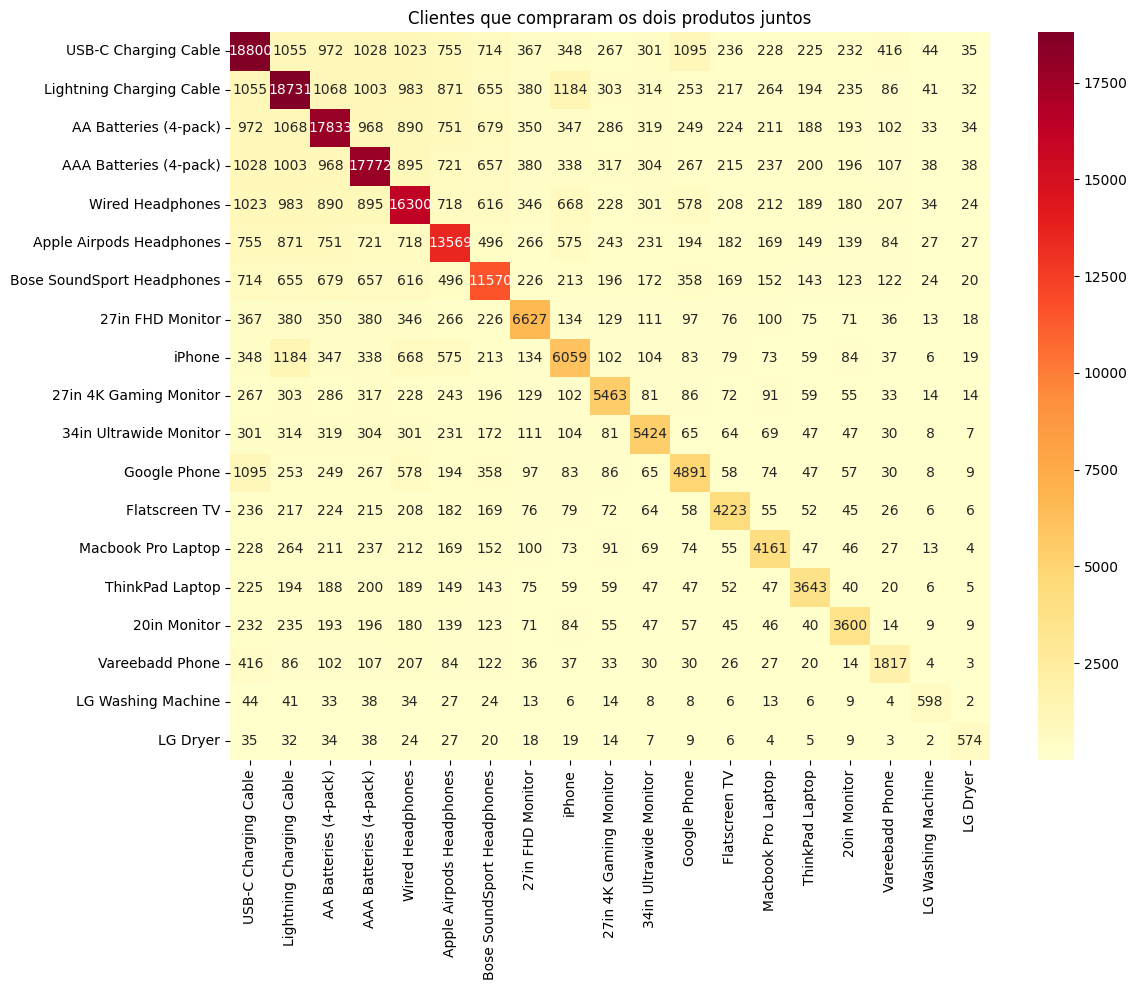 Clientes que compraram os dois produtos juntos
USB-C Charging Cable 18800 1055 972 1028 1023 755 714 367 348 267 301 1095 236 228 225 232 416 44 35
Lightning Charging Cable 1055 18731 1068 1003 983 871 655 380 1184 303 314 253 217 264 194 235 86 41 32
AA Batteries (4-pack) 972 1068 17833 968 890 751 679 350 347 286 319 249 224 211 188 193 102 33 34
AAA Batteries (4-pack) 1028 1003 968 17772 895 721 657 380 338 317 304 267 215 237 200 196 107 38 38
Wired Headphones 1023 983 890 895 16300 718 616 346 668 228 301 578 208 212 189 180 207 34 24
Apple Airpods Headphones 755 871 751 721 718 13569 496 266 575 243 231 194 182 169 149 139 84 27 27
Bose SoundSport Headphones 714 655 679 657 616 496 11570 226 213 196 172 358 169 152 143 123 122 24 20
27in FHD Monitor 367 380 350 380 346 266 226 6627 134 129 111 97 76 100 75 71 36 13 18
iPhone 348 1184 347 338 668 575 213 134 6059 102 104 83 79 73 59 84 37 6 19
27in 4K Gaming Monitor 267 303 286 317 228 243 196 129 102 5463 81 86 72 91 59 55 33 14 14
34in Ultrawide Monitor 301 314 319 304 301 231 172 111 104 81 5424 65 64 69 47 47 30 8 7
Google Phone 1095 253 249 267 578 194 358 97 83 86 65 4891 58 74 47 57 30 8 9
Flatscreen TV 236 217 224 215 208 182 169 76 79 72 64 58 4223 55 52 45 26 6 6
Macbook Pro Laptop 228 264 211 237 212 169 152 100 73 91 69 74 55 4161 47 46 27 13 4
ThinkPad Laptop 225 194 188 200 189 149 143 75 59 59 47 47 52 47 3643 40 20 6 5
20in Monitor 232 235 193 196 180 139 123 71 84 55 47 57 45 46 40 3600 14 9 9
Vareebadd Phone 416 86 102 107 207 84 122 36 37 33 30 30 26 27 20 14 1817 4 3
LG Washing Machine 44 41 33 38 34 27 24 13 6 14 8 8 6 13 6 9 4 598 2
LG Dryer 35 32 34 38 24 27 20 18 19 14 7 9 6 4 5 9 3 2 574
USB-C Charging Cable
Lightning Charging Cable
AA Batteries (4-pack)
AAA Batteries (4-pack)
Wired Headphones
Apple Airpods Headphones
Bose SoundSport Headphones
27in FHD Monitor
iPhone
27in 4K Gaming Monitor
34in Ultrawide Monitor
Google Phone
Flatscreen TV
Macbook Pro Laptop
ThinkPad Laptop
20in Monitor
Vareebadd Phone
LG Washing Machine
LG Dryer
17500
15000
12500
10000
7500
5000
2500